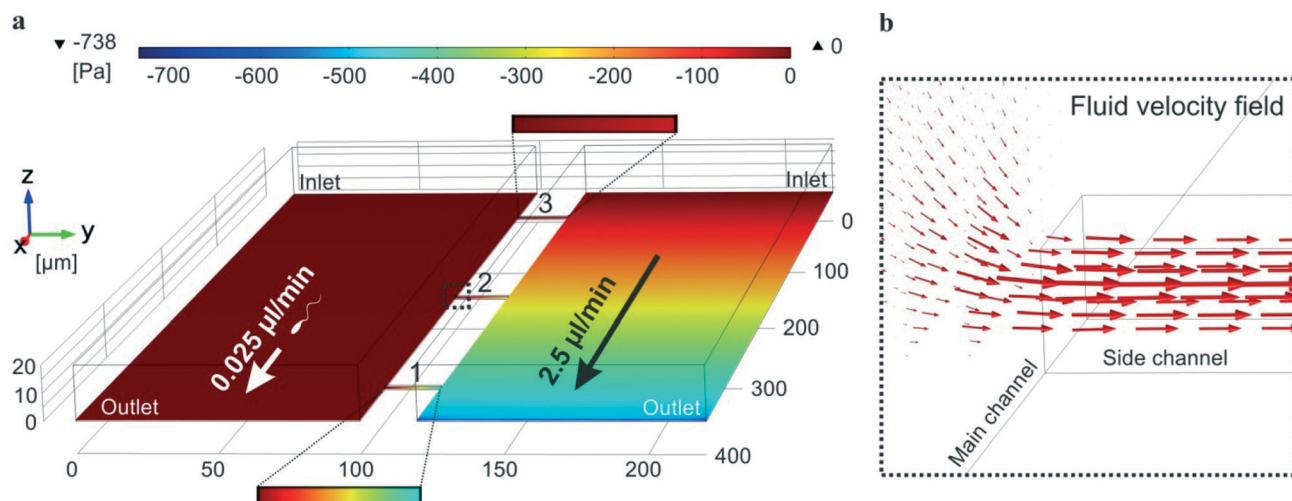 a
▼ -738
[Pa]
-700 -600 -500 -400 -300 -200 -100 0
▲ 0
z
y
x
[µm]
Inlet
Inlet
3
0
100
2
200
0.025 µl/min
2.5 µl/min
1
300
20
10
0
Outlet
Outlet
400
0 50 100 150 200
b
Fluid velocity field
Side channel
Main channel